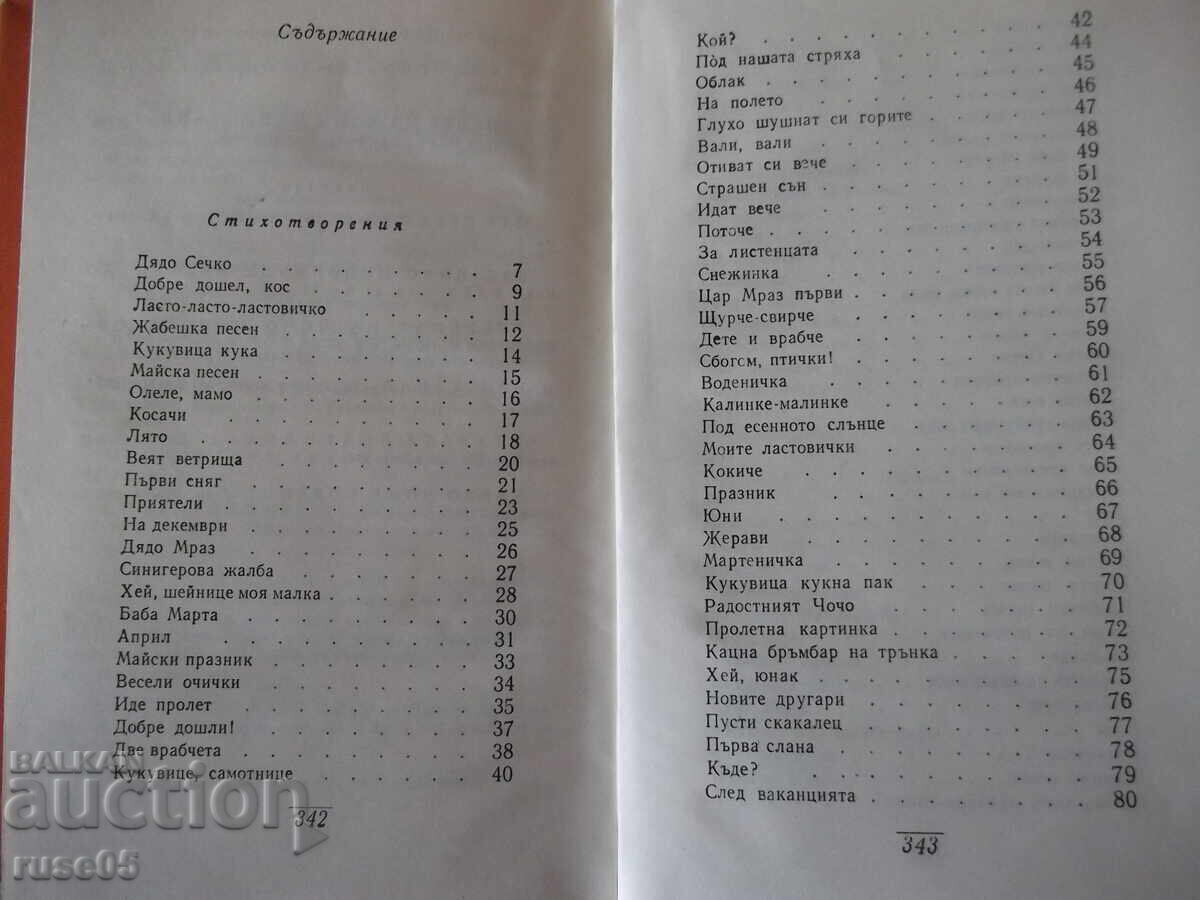 Съдържание
Стихотворения
Дядо Сечко . . . . . . . . . 7
Добре дошел, кос . . . . . . . 9
Ласто-ласто-ластовичко . . . . . 11
Жабешка песен . . . . . . . . 12
Кукувица кука . . . . . . . . 14
Майска песен . . . . . . . . 15
Олеле, мамо . . . . . . . . . 16
Косачи . . . . . . . . . . 17
Лято . . . . . . . . . . . 18
Веят ветрища . . . . . . . . 20
Първи сняг . . . . . . . . . 21
Приятели . . . . . . . . . . 23
На декември . . . . . . . . . 25
Дядо Мраз . . . . . . . . . 26
Синигерова жалба . . . . . . . 27
Хей, шейнице моя малка . . . . . . 28
Баба Марта . . . . . . . . . 30
Април . . . . . . . . . . 31
Майски празник . . . . . . . . 33
Весели очички . . . . . . . . 34
Иде пролет . . . . . . . . . 35
Добре дошли! . . . . . . . . . 37
Две врабчета . . . . . . . . . 38
Кукувице, самотнице . . . . . . 40
342
Кой? . . . . . . . . . . . 42
Под нашата стряха . . . . . . 44
Облак . . . . . . . . . . 45
На полето . . . . . . . . . 46
Глухо шушнат си горите . . . . . 47
Вали, вали . . . . . . . . . 48
Отиват си вече . . . . . . . . 49
Страшен сън . . . . . . . . . 51
Идат вече . . . . . . . . . 52
Поточе . . . . . . . . . . 53
За листенцата . . . . . . . . 54
Снежинка . . . . . . . . . 55
Цар Мраз първи . . . . . . . . 56
Щурче-свирче . . . . . . . . 57
Дете и врабче . . . . . . . . 59
Сбогом, птички! . . . . . . . . 60
Воденичка . . . . . . . . . 61
Калинке-малинке . . . . . . . 62
Под есенното слънце . . . . . . 63
Моите ластовички . . . . . . . 64
Кокиче . . . . . . . . . . 65
Празник . . . . . . . . . 66
Юни . . . . . . . . . . . 67
Жерави . . . . . . . . . . 68
Мартеничка . . . . . . . . . 69
Кукувица кукна пак . . . . . . 70
Радостният Чочо . . . . . . . 71
Пролетна картинка . . . . . . . 72
Кацна бръмбар на трънка . . . . . 73
Хей, юнак . . . . . . . . . 75
Новите другари . . . . . . . . 76
Пусти скакалец . . . . . . . . 77
Първа слана . . . . . . . . . 78
Къде? . . . . . . . . . . 79
След ваканцията . . . . . . . . 80
343
BALKAN
auction
ruse05